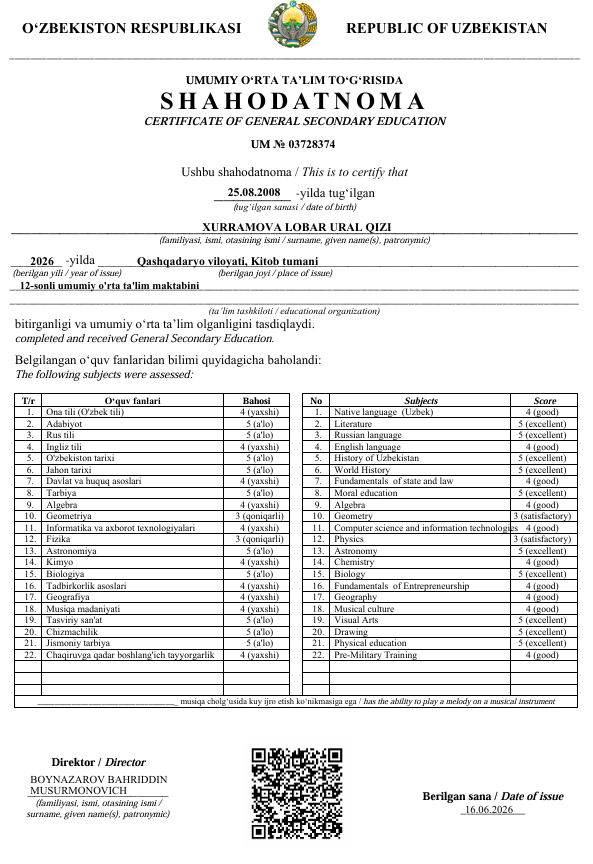 O‘ZBEKISTON RESPUBLIKASI REPUBLIC OF UZBEKISTAN
UMUMIY O‘RTA TA’LIM TO‘G‘RISIDA
SHAHODATNOMA
CERTIFICATE OF GENERAL SECONDARY EDUCATION
UM № 03728374
Ushbu shahodatnoma / This is to certify that
25.08.2008 -yilda tug‘ilgan
(tug‘ilgan sanasi / date of birth)
XURRAMOVA LOBAR URAL QIZI
(familiyasi, ismi, otasining ismi / surname, given name(s), patronymic)
2026 -yilda Qashqadaryo viloyati, Kitob tumani
(berilgan yili / year of issue) (berilgan joyi / place of issue)
12-sonli umumiy o'rta ta'lim maktabini
(ta’lim tashkiloti / educational organization)
bitirganligi va umumiy o‘rta ta’lim olganligini tasdiqlaydi.
completed and received General Secondary Education.
Belgilangan o‘quv fanlaridan bilimi quyidagicha baholandi:
The following subjects were assessed:
T/r O‘quv fanlari Bahosi No Subjects Score
1. Ona tili (O'zbek tili) 4 (yaxshi) 1. Native language (Uzbek) 4 (good)
2. Adabiyot 5 (a'lo) 2. Literature 5 (excellent)
3. Rus tili 5 (a'lo) 3. Russian language 5 (excellent)
4. Ingliz tili 4 (yaxshi) 4. English language 4 (good)
5. O'zbekiston tarixi 5 (a'lo) 5. History of Uzbekistan 5 (excellent)
6. Jahon tarixi 5 (a'lo) 6. World History 5 (excellent)
7. Davlat va huquq asoslari 4 (yaxshi) 7. Fundamentals of state and law 4 (good)
8. Tarbiya 5 (a'lo) 8. Moral education 5 (excellent)
9. Algebra 4 (yaxshi) 9. Algebra 4 (good)
10. Geometriya 3 (qoniqarli) 10. Geometry 3 (satisfactory)
11. Informatika va axborot texnologiyalari 4 (yaxshi) 11. Computer science and information technologies 4 (good)
12. Fizika 3 (qoniqarli) 12. Physics 3 (satisfactory)
13. Astronomiya 5 (a'lo) 13. Astronomy 5 (excellent)
14. Kimyo 4 (yaxshi) 14. Chemistry 4 (good)
15. Biologiya 5 (a'lo) 15. Biology 5 (excellent)
16. Tadbirkorlik asoslari 4 (yaxshi) 16. Fundamentals of Entrepreneurship 4 (good)
17. Geografiya 4 (yaxshi) 17. Geography 4 (good)
18. Musiqa madaniyati 4 (yaxshi) 18. Musical culture 4 (good)
19. Tasviriy san'at 5 (a'lo) 19. Visual Arts 5 (excellent)
20. Chizmachilik 5 (a'lo) 20. Drawing 5 (excellent)
21. Jismoniy tarbiya 5 (a'lo) 21. Physical education 5 (excellent)
22. Chaqiruvga qadar boshlang'ich tayyorgarlik 4 (yaxshi) 22. Pre-Military Training 4 (good)
musiqa cholg‘usida kuy ijro etish ko‘nikmasiga ega / has the ability to play a melody on a musical instrument
Direktor / Director
BOYNAZAROV BAHRIDDIN
MUSURMONOVICH
(familiyasi, ismi, otasining ismi /
surname, given name(s), patronymic)
Berilgan sana / Date of issue
16.06.2026